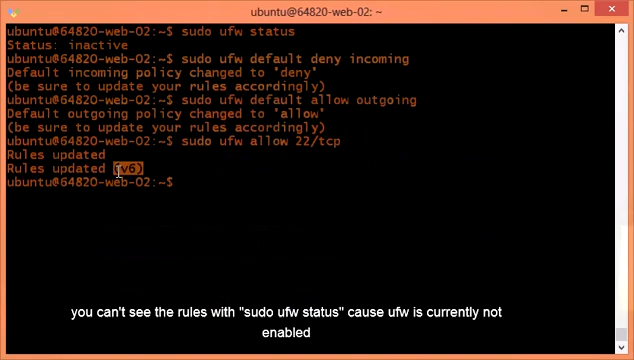 ubuntu@64820-web-02: ~
ubuntu@64820-web-02:~$ sudo ufw status
Status: inactive
ubuntu@64820-web-02:~$ sudo ufw default deny incoming
Default incoming policy changed to 'deny'
(be sure to update your rules accordingly)
ubuntu@64820-web-02:~$ sudo ufw default allow outgoing
Default outgoing policy changed to 'allow'
(be sure to update your rules accordingly)
ubuntu@64820-web-02:~$ sudo ufw allow 22/tcp
Rules updated
Rules updated (v6)
ubuntu@64820-web-02:~$
you can't see the rules with "sudo ufw status" cause ufw is currently not
enabled